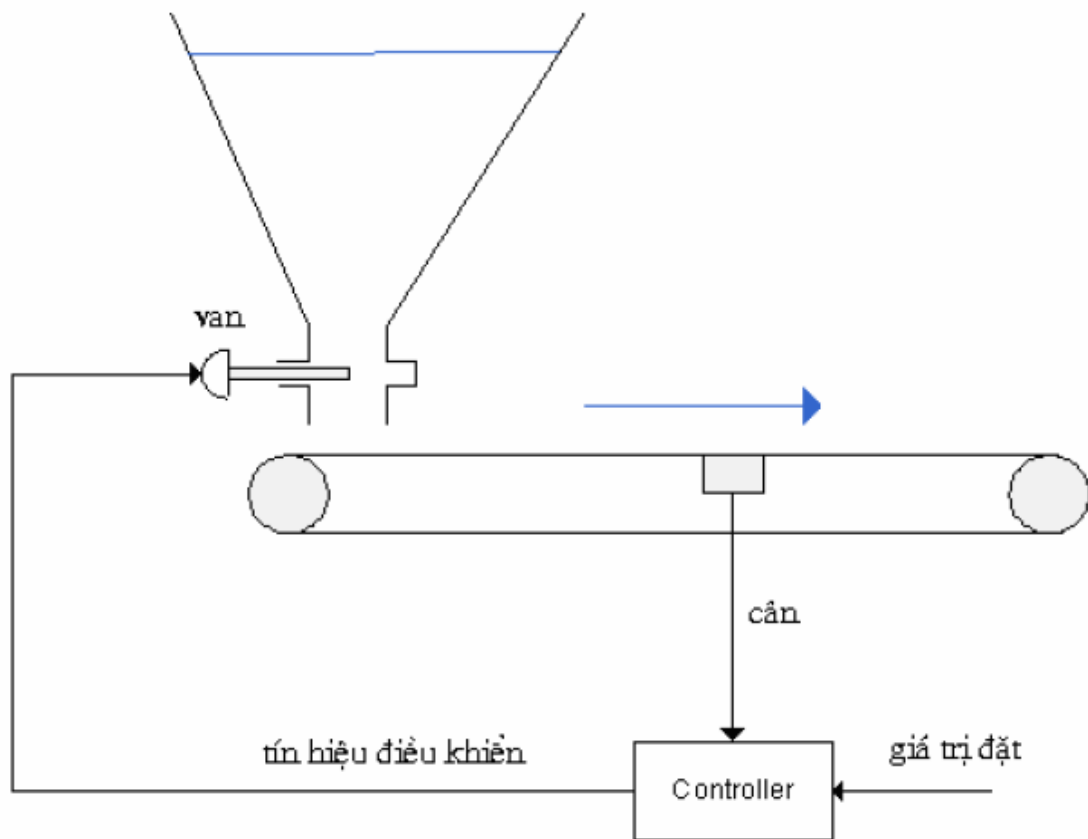 van
cân
tín hiệu điều khiển
Controller
giá trị đặt